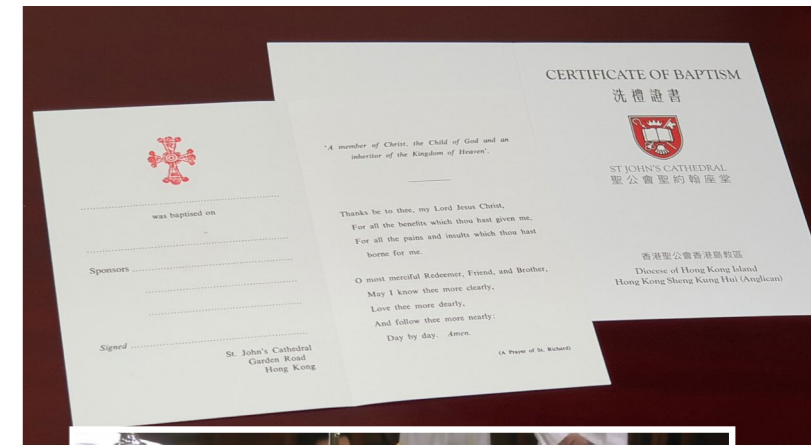 was baptised on
Sponsors
Signed
St. John's Cathedral
Garden Road
Hong Kong
'A member of Christ, the Child of God and an
inheritor of the Kingdom of Heaven'.
Thanks be to thee, my Lord Jesus Christ,
For all the benefits which thou hast given me,
For all the pains and insults which thou hast
borne for me.
O most merciful Redeemer, Friend, and Brother,
May I know thee more clearly,
Love thee more dearly,
And follow thee more nearly:
Day by day. Amen.
(A Prayer of St. Richard)
CERTIFICATE OF BAPTISM
洗禮證書
ST JOHN'S CATHEDRAL
聖公會聖約翰座堂
香港聖公會香港島教區
Diocese of Hong Kong Island
Hong Kong Sheng Kung Hui (Anglican)